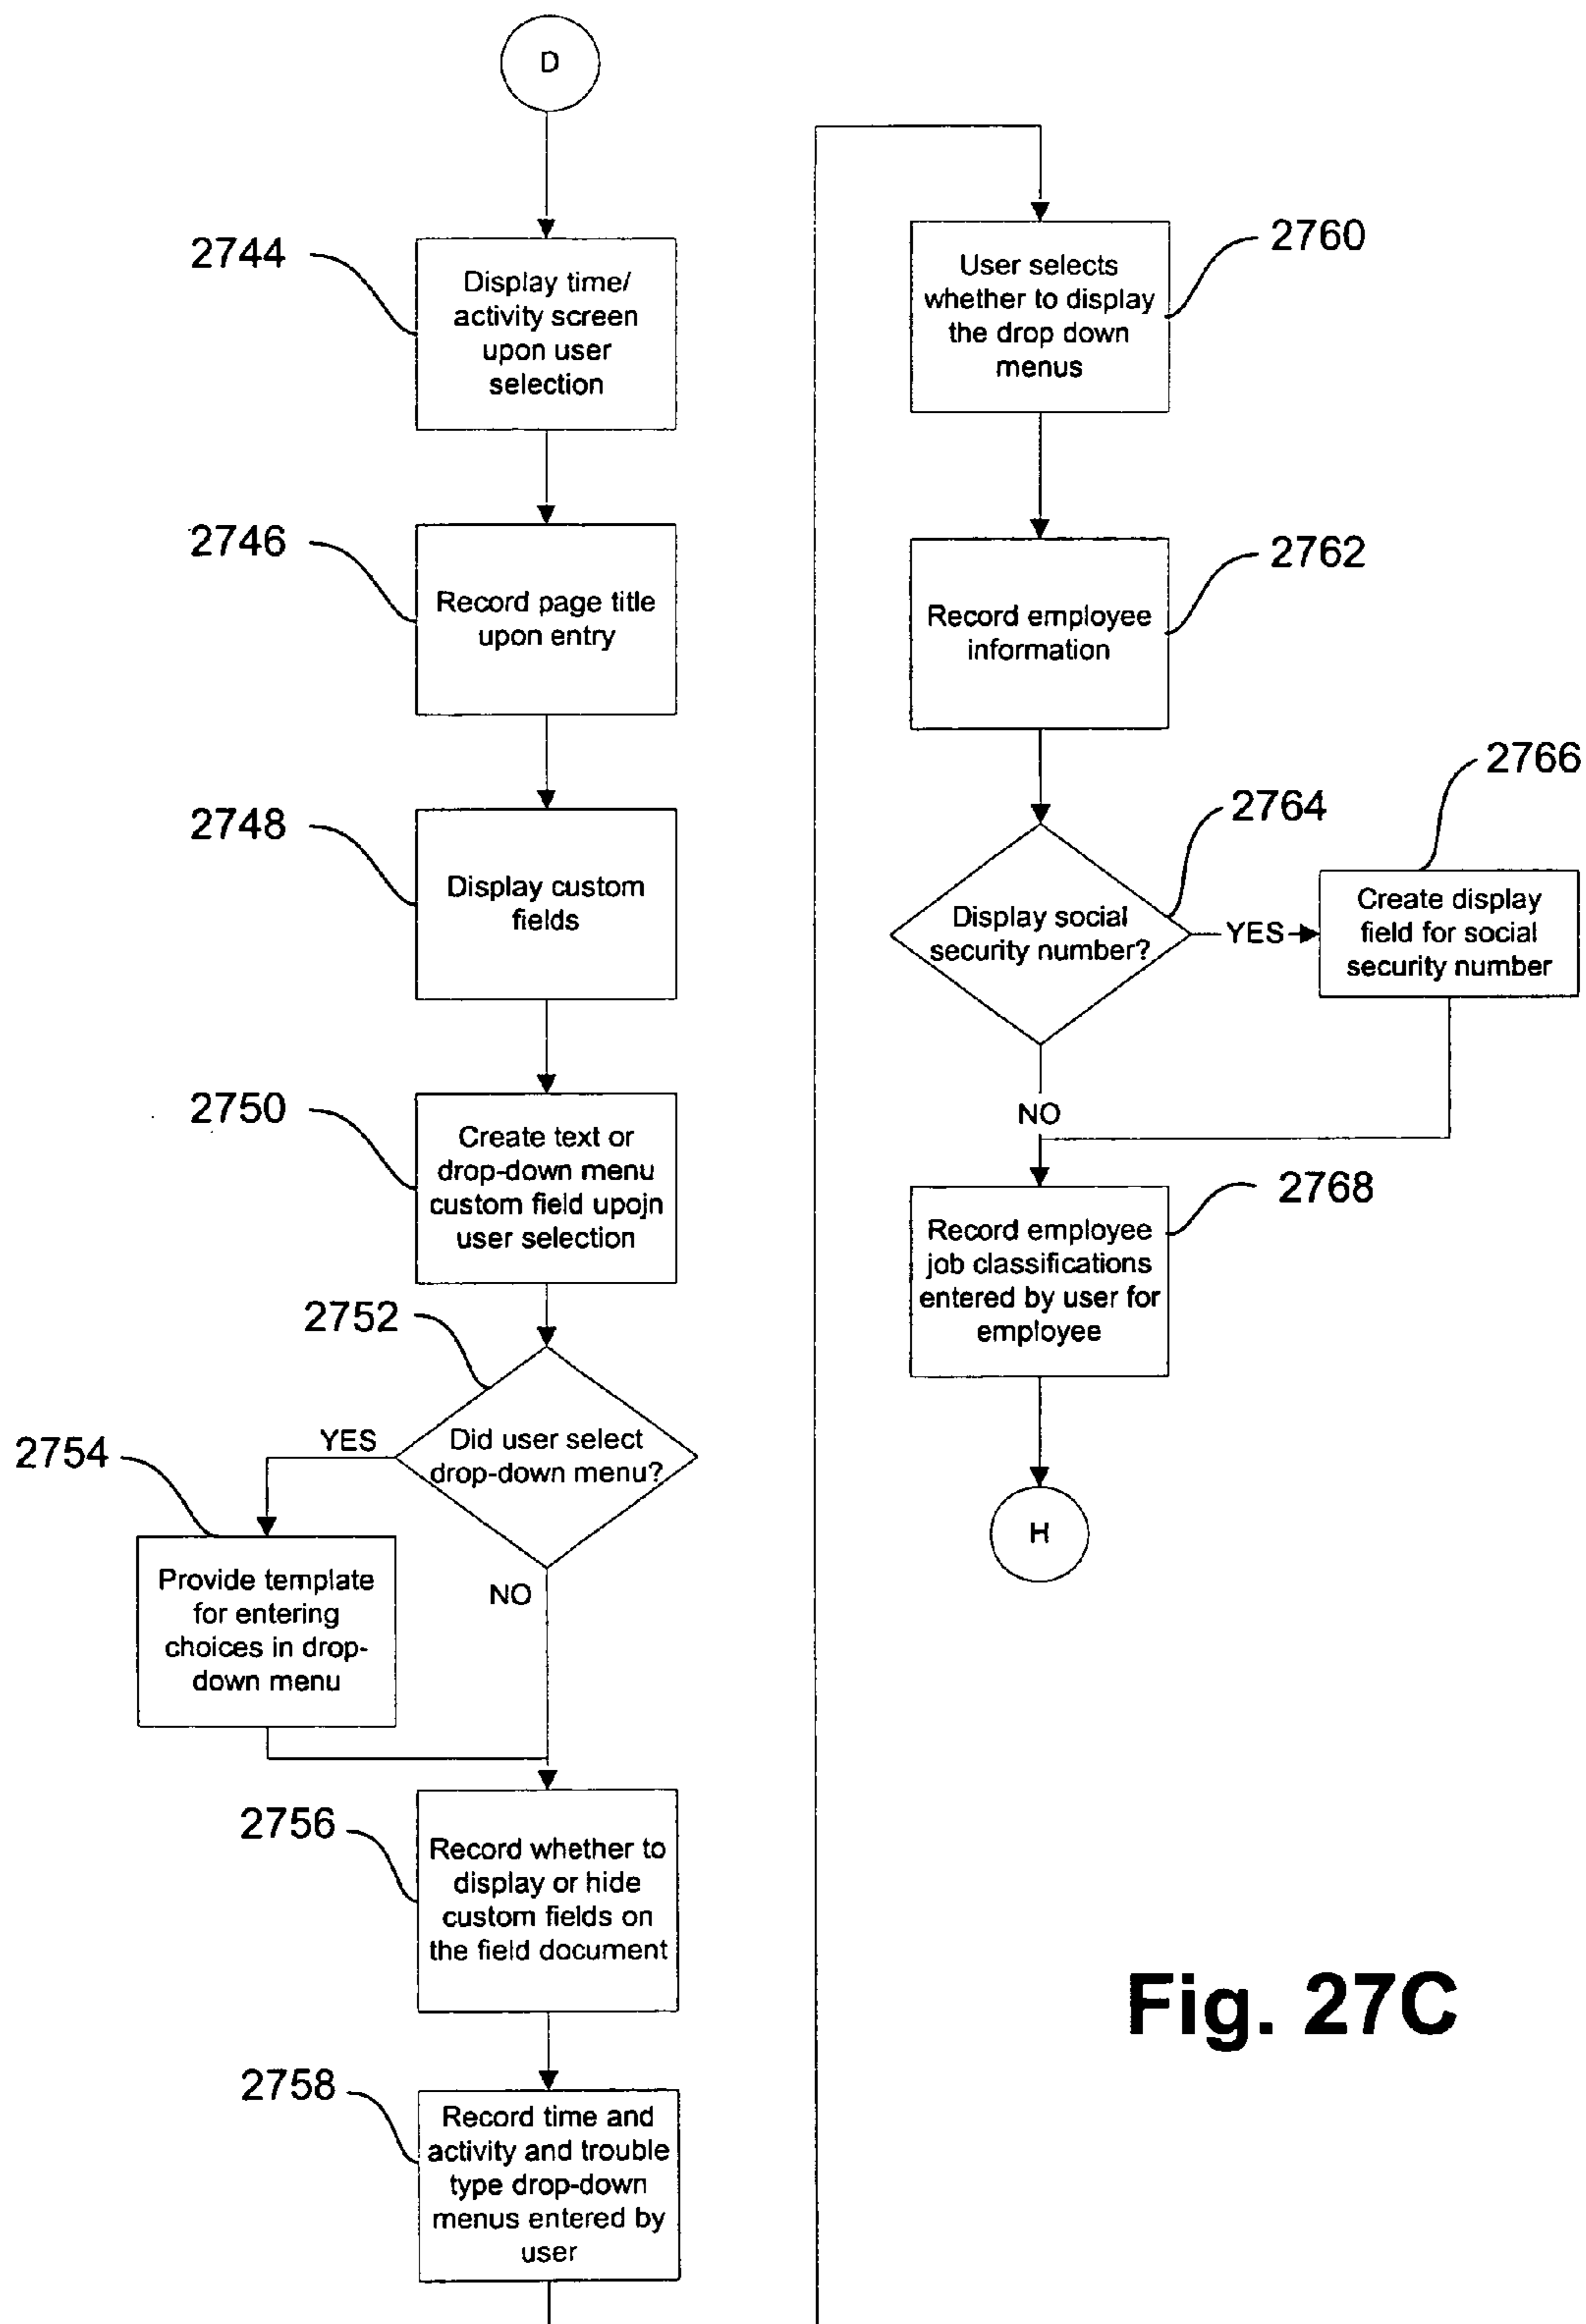 D
2744
Display time/
activity screen
upon user
selection
2746
Record page title
upon entry
2748
Display custom
fields
2750
Create text or
drop-down menu
custom field upojn
user selection
2752
Did user select
drop-down menu?
YES
NO
2754
Provide template
for entering
choices in drop-
down menu
2756
Record whether to
display or hide
custom fields on
the field document
2758
Record time and
activity and trouble
type drop-down
menus entered by
user
2760
User selects
whether to display
the drop down
menus
2762
Record employee
information
2764
Display social
security number?
YES
2766
Create display
field for social
security number
NO
2768
Record employee
job classifications
entered by user for
employee
H
Fig. 27C